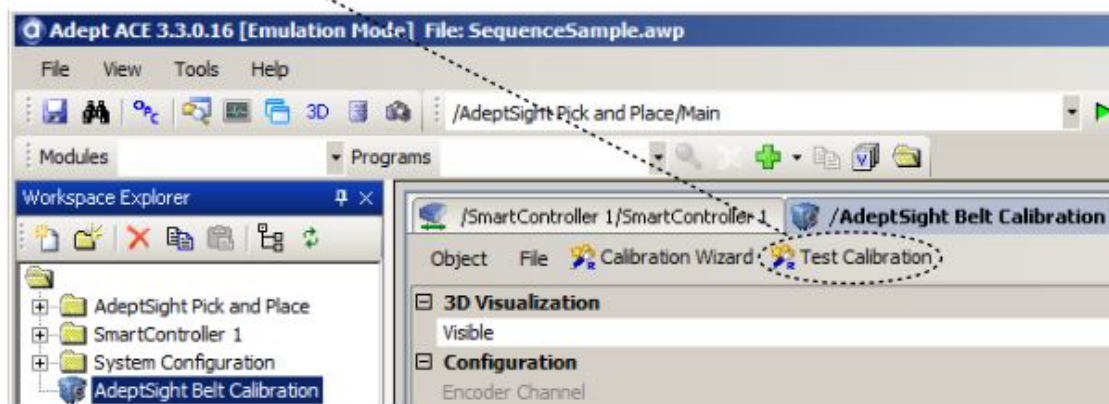 Adept ACE 3.3.0.16 [Emulation Mode] File: SequenceSample.awp
File View Tools Help
3D /AdeptSight Pick and Place/Main
Modules Programs
Workspace Explorer
/SmartController 1/SmartController 1 /AdeptSight Belt Calibration
Object File Calibration Wizard Test Calibration
AdeptSight Pick and Place
SmartController 1
System Configuration
AdeptSight Belt Calibration
3D Visualization
Visible
Configuration
Encoder Channel